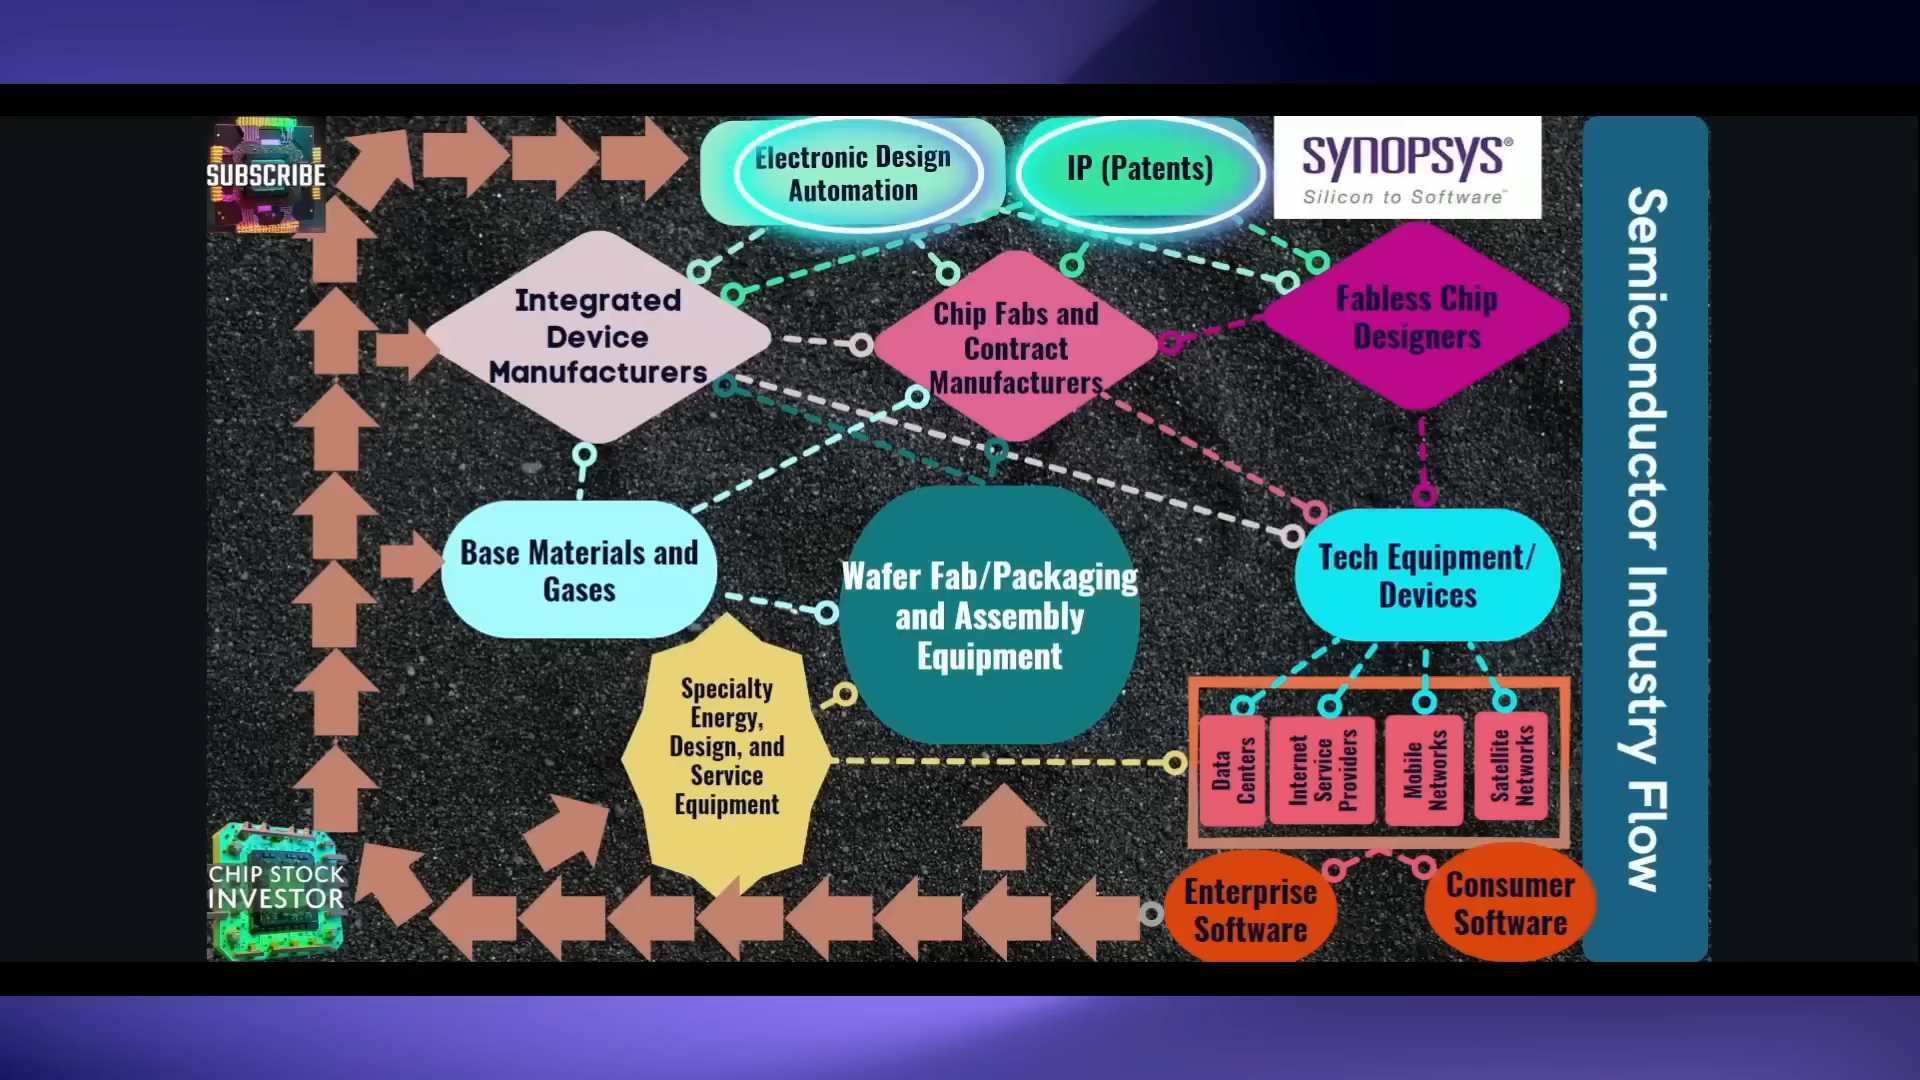 SUBSCRIBE
Electronic Design
Automation
IP (Patents)
SYNOPSYS®
Silicon to Software™
Integrated
Device
Manufacturers
Chip Fabs and
Contract
Manufacturers
Fabless Chip
Designers
Base Materials and
Gases
Wafer Fab/Packaging
and Assembly
Equipment
Tech Equipment/
Devices
Specialty
Energy,
Design, and
Service
Equipment
Data
Centers
Internet
Service
Providers
Mobile
Networks
Satellite
Networks
Enterprise
Software
Consumer
Software
CHIP STOCK
INVESTOR
Semiconductor Industry Flow